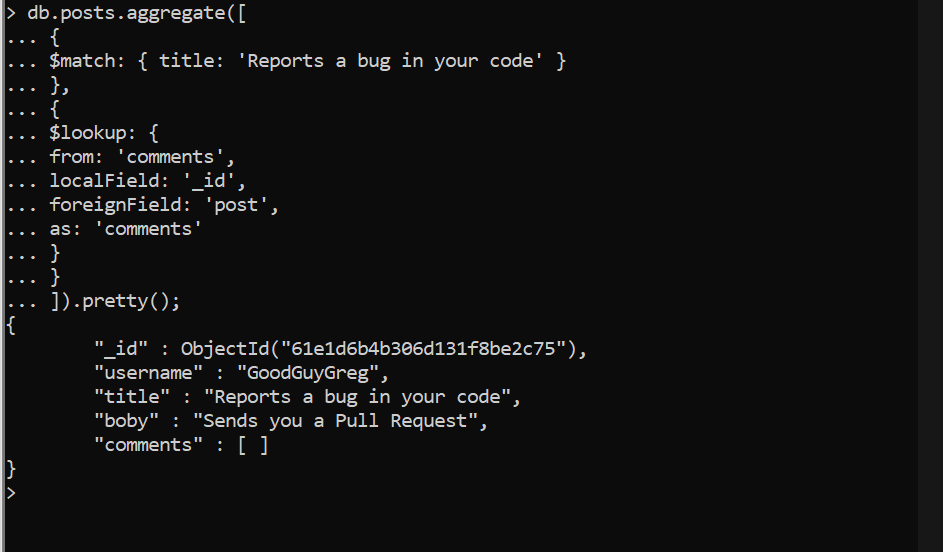 > db.posts.aggregate([
... {
... $match: { title: 'Reports a bug in your code' }
... },
... {
... $lookup: {
... from: 'comments',
... localField: '_id',
... foreignField: 'post',
... as: 'comments'
... }
... }
... ]).pretty();
{
        "_id" : ObjectId("61e1d6b4b306d131f8be2c75"),
        "username" : "GoodGuyGreg",
        "title" : "Reports a bug in your code",
        "boby" : "Sends you a Pull Request",
        "comments" : [ ]
}
>